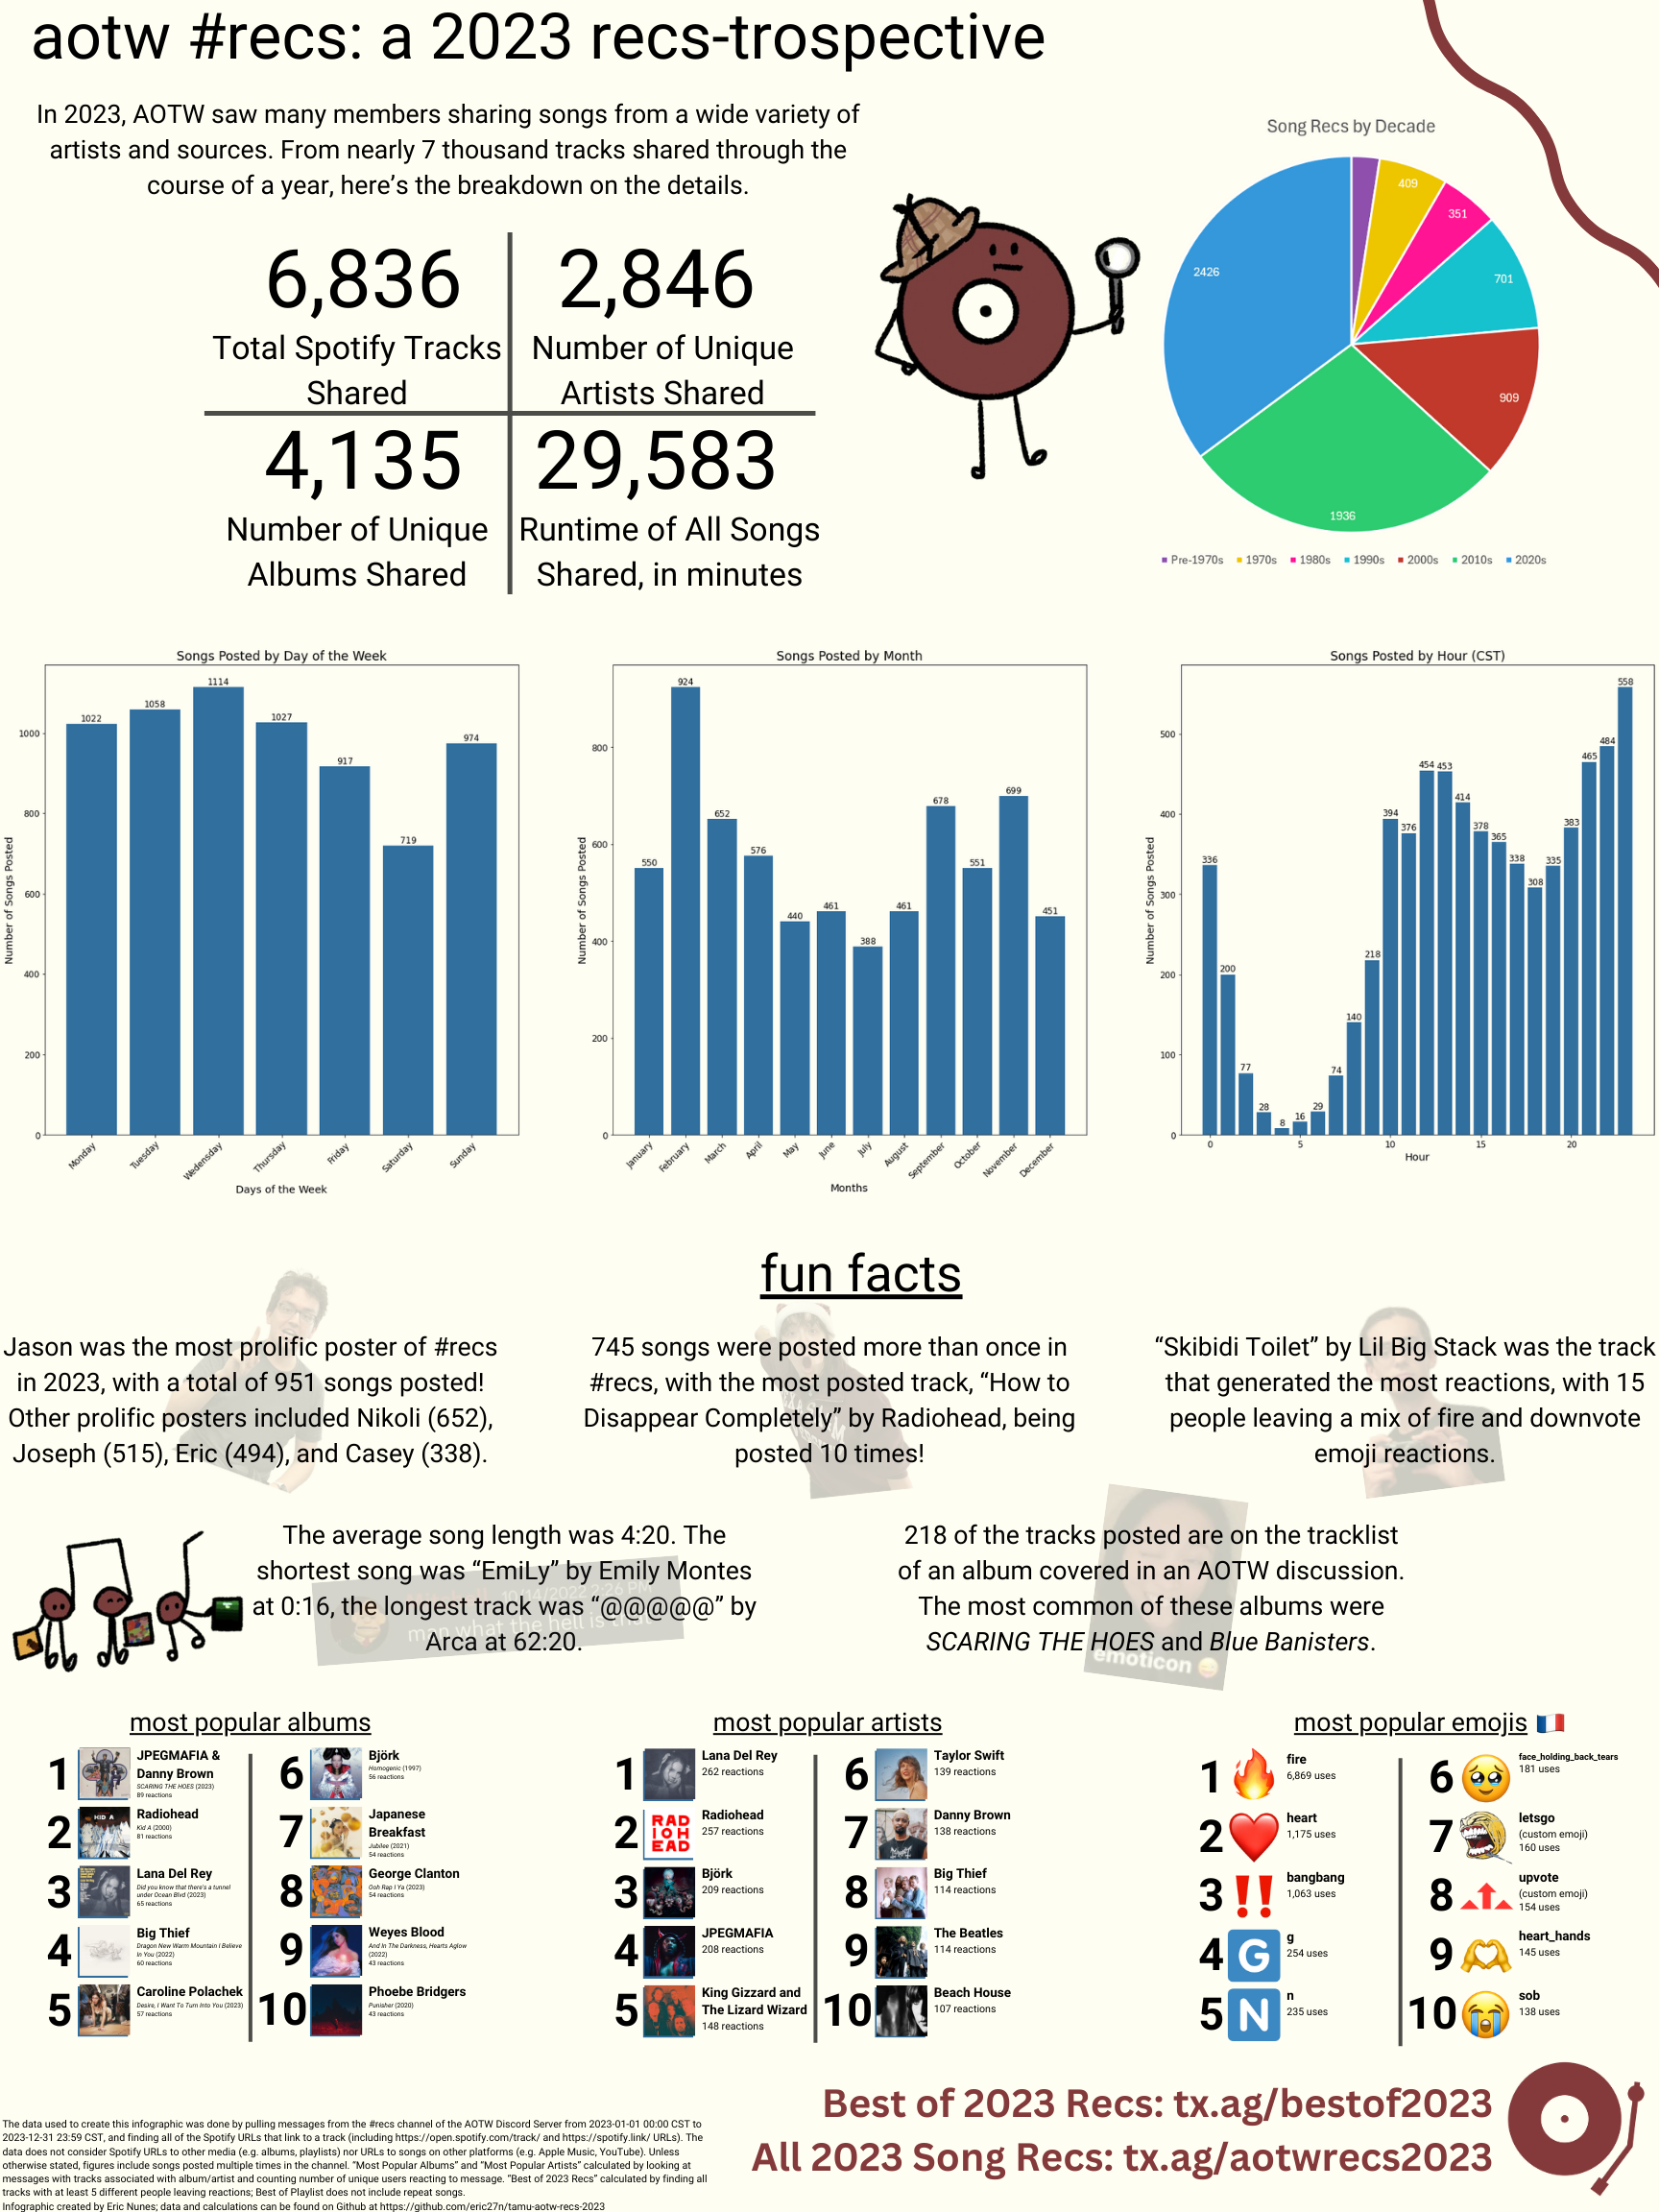 aotw #recs: a 2023 recs-trospective
In 2023, AOTW saw many members sharing songs from a wide variety of
artists and sources. From nearly 7 thousand tracks shared through the
course of a year, here's the breakdown on the details.
6,836
Total Spotify Tracks
Shared
2,846
Number of Unique
Artists Shared
4,135
Number of Unique
Albums Shared
29,583
Runtime of All Songs
Shared, in minutes
Song Recs by Decade
409
351
701
909
1936
2426
Pre-1970s 1970s 1980s 1990s 2000s 2010s 2020s
Songs Posted by Day of the Week
Number of Songs Posted
0
200
400
600
800
1000
1022
1058
1114
1027
917
719
974
Monday
Tuesday
Wedensday
Thursday
Friday
Saturday
Sunday
Days of the Week
Songs Posted by Month
Number of Songs Posted
0
200
400
600
800
550
924
652
576
440
461
388
461
678
551
699
451
January
February
March
April
May
June
July
August
September
October
November
December
Months
Songs Posted by Hour (CST)
Number of Songs Posted
0
100
200
300
400
500
336
200
77
28
8
16
29
74
140
218
394
376
454
453
414
378
365
338
308
335
383
465
484
558
0
5
10
15
20
Hour
fun facts
Jason was the most prolific poster of #recs
in 2023, with a total of 951 songs posted!
Other prolific posters included Nikoli (652),
Joseph (515), Eric (494), and Casey (338).
745 songs were posted more than once in
#recs, with the most posted track, “How to
Disappear Completely” by Radiohead, being
posted 10 times!
“Skibidi Toilet” by Lil Big Stack was the track
that generated the most reactions, with 15
people leaving a mix of fire and downvote
emoji reactions.
The average song length was 4:20. The
shortest song was “EmiLy” by Emily Montes
at 0:16, the longest track was “@@@@@” by
Arca at 62:20.
10/14/2022 2:26 PM
man what the hell is that
218 of the tracks posted are on the tracklist
of an album covered in an AOTW discussion.
The most common of these albums were
SCARING THE HOES and Blue Banisters.
emoticon
most popular albums
1
JPEGMAFIA &
Danny Brown
SCARING THE HOES (2023)
89 reactions
2
KID A
Radiohead
Kid A (2000)
81 reactions
3
Lana Del Rey
Did you know that there's a tunnel
under Ocean Blvd (2023)
65 reactions
4
Big Thief
Dragon New Warm Mountain I Believe
In You (2022)
60 reactions
5
Caroline Polachek
Desire, I Want To Turn Into You (2023)
57 reactions
6
Björk
Homogenic (1997)
56 reactions
7
Japanese
Breakfast
Jubilee (2021)
54 reactions
8
George Clanton
Ooh Rap I Ya (2023)
54 reactions
9
Weyes Blood
And In The Darkness, Hearts Aglow
(2022)
43 reactions
10
Phoebe Bridgers
Punisher (2020)
43 reactions
most popular artists
1
Lana Del Rey
262 reactions
2
RAD
IOH
EAD
Radiohead
257 reactions
3
Björk
209 reactions
4
JPEGMAFIA
208 reactions
5
King Gizzard and
The Lizard Wizard
148 reactions
6
Taylor Swift
139 reactions
7
Danny Brown
138 reactions
8
Big Thief
114 reactions
9
The Beatles
114 reactions
10
Beach House
107 reactions
most popular emojis
1
fire
6,869 uses
2
heart
1,175 uses
3
bangbang
1,063 uses
4
G
g
254 uses
5
N
n
235 uses
6
face_holding_back_tears
181 uses
7
letsgo
(custom emoji)
160 uses
8
upvote
(custom emoji)
154 uses
9
heart_hands
145 uses
10
sob
138 uses
Best of 2023 Recs: tx.ag/bestof2023
All 2023 Song Recs: tx.ag/aotwrecs2023
The data used to create this infographic was done by pulling messages from the #recs channel of the AOTW Discord Server from 2023-01-01 00:00 CST to
2023-12-31 23:59 CST, and finding all of the Spotify URLs that link to a track (including https://open.spotify.com/track/ and https://spotify.link/ URLs). The
data does not consider Spotify URLs to other media (e.g. albums, playlists) nor URLs to songs on other platforms (e.g. Apple Music, YouTube). Unless
otherwise stated, figures include songs posted multiple times in the channel. “Most Popular Albums” and “Most Popular Artists” calculated by looking at
messages with tracks associated with album/artist and counting number of unique users reacting to message. “Best of 2023 Recs” calculated by finding all
tracks with at least 5 different people leaving reactions; Best of Playlist does not include repeat songs.
Infographic created by Eric Nunes; data and calculations can be found on Github at https://github.com/eric27n/tamu-aotw-recs-2023